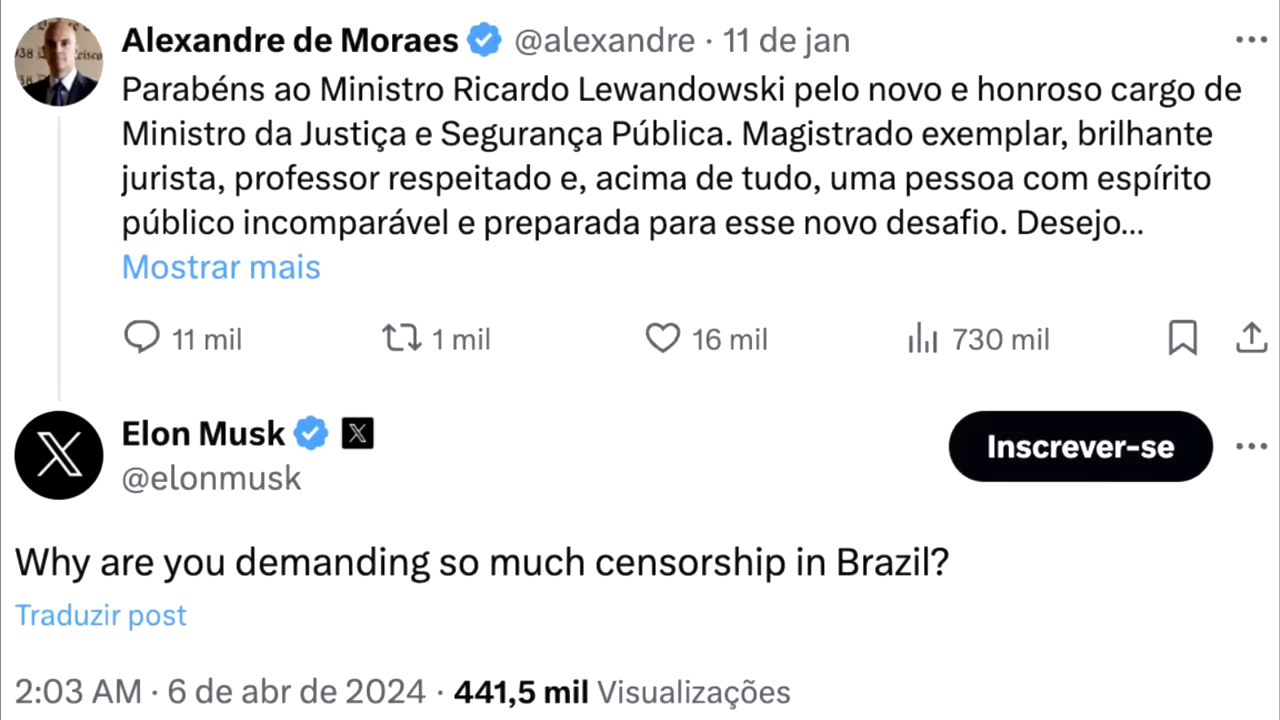 Alexandre de Moraes @alexandre · 11 de jan
Parabéns ao Ministro Ricardo Lewandowski pelo novo e honroso cargo de
Ministro da Justiça e Segurança Pública. Magistrado exemplar, brilhante
jurista, professor respeitado e, acima de tudo, uma pessoa com espírito
público incomparável e preparada para esse novo desafio. Desejo...
Mostrar mais
11 mil 1 mil 16 mil 730 mil
Elon Musk
@elonmusk
Inscrever-se
Why are you demanding so much censorship in Brazil?
Traduzir post
2:03 AM · 6 de abr de 2024 · 441,5 mil Visualizações